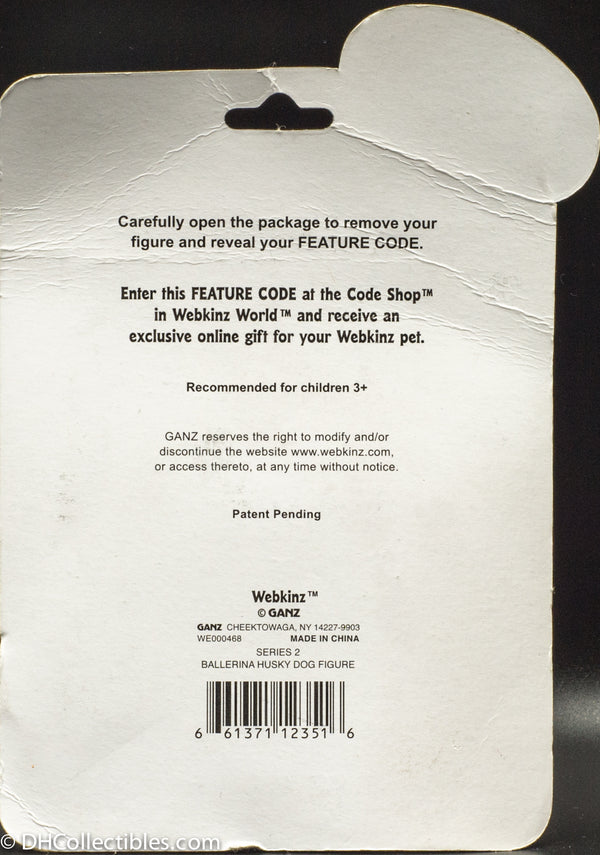 Carefully open the package to remove your
figure and reveal your FEATURE CODE.
Enter this FEATURE CODE at the Code Shop™
in Webkinz World™ and receive an
exclusive online gift for your Webkinz pet.
Recommended for children 3+
GANZ reserves the right to modify and/or
discontinue the website www.webkinz.com,
or access thereto, at any time without notice.
Patent Pending
Webkinz™
© GANZ
GANZ CHEEKTOWAGA, NY 14227-9903
WE000468 MADE IN CHINA
SERIES 2
BALLERINA HUSKY DOG FIGURE
6 61371 12351 6
© DHCollectibles.com